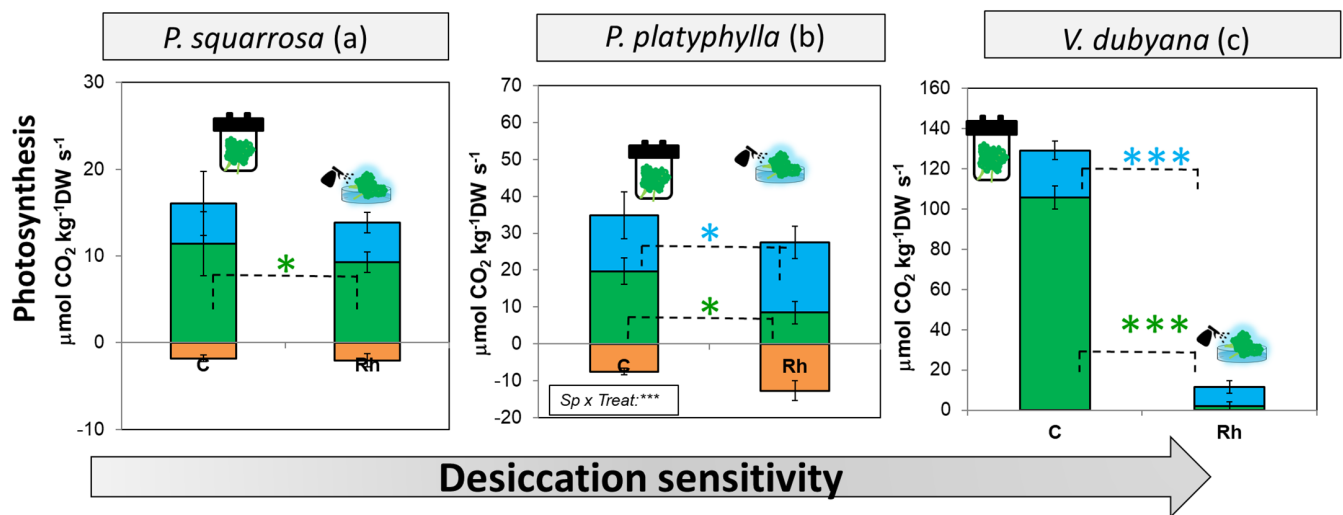 P. squarrosa (a)
P. platyphylla (b)
V. dubyana (c)
Photosynthesis
µmol CO₂ kg⁻¹DW s⁻¹
30
20
10
0
-10
*
C
Rh
µmol CO₂ kg⁻¹DW s⁻¹
70
60
50
40
30
20
10
0
-10
-20
*
*
C
Rh
Sp x Treat:***
µmol CO₂ kg⁻¹DW s⁻¹
160
140
120
100
80
60
40
20
0
***
***
C
Rh
Desiccation sensitivity